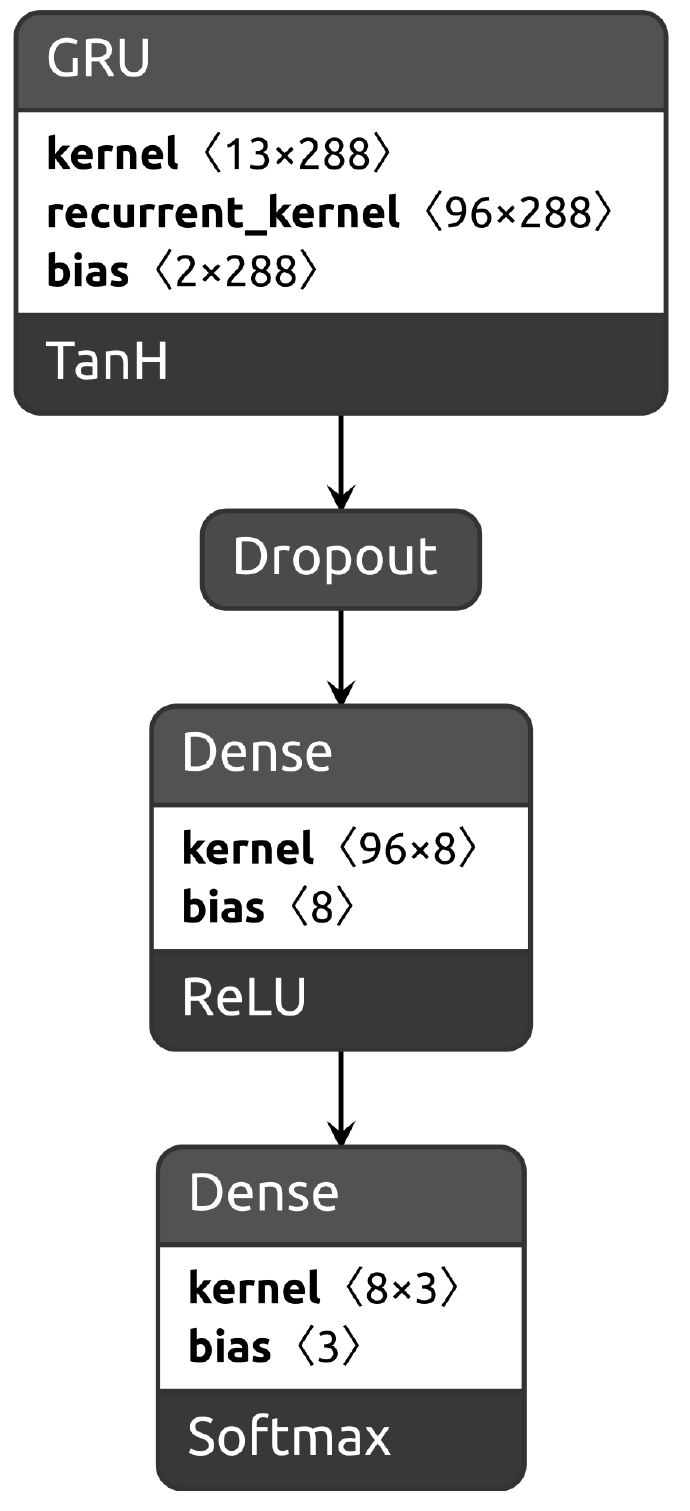 GRU
kernel 〈13×288〉
recurrent_kernel 〈96×288〉
bias 〈2×288〉
TanH
Dropout
Dense
kernel 〈96×8〉
bias 〈8〉
ReLU
Dense
kernel 〈8×3〉
bias 〈3〉
Softmax